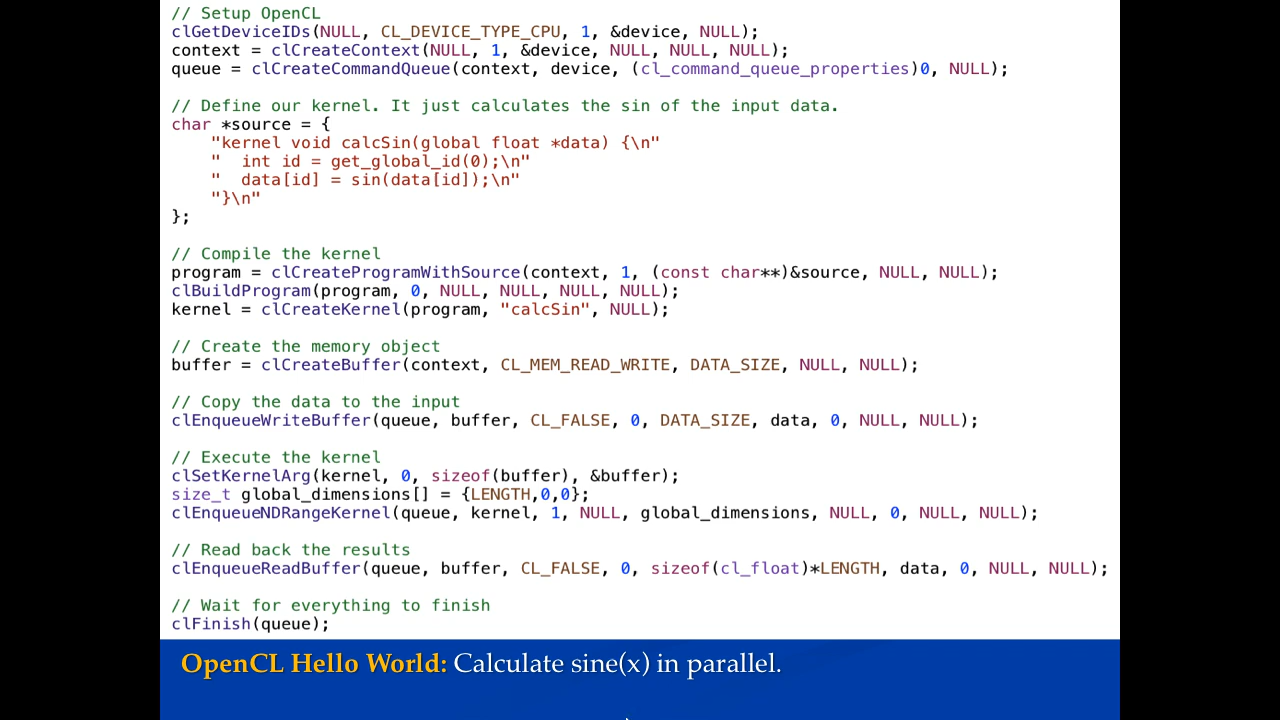 // Setup OpenCL
clGetDeviceIDs(NULL, CL_DEVICE_TYPE_CPU, 1, &device, NULL);
context = clCreateContext(NULL, 1, &device, NULL, NULL, NULL);
queue = clCreateCommandQueue(context, device, (cl_command_queue_properties)0, NULL);
// Define our kernel. It just calculates the sin of the input data.
char *source = {
"kernel void calcSin(global float *data) {\n"
"  int id = get_global_id(0);\n"
"  data[id] = sin(data[id]);\n"
"}\n"
};
// Compile the kernel
program = clCreateProgramWithSource(context, 1, (const char**)&source, NULL, NULL);
clBuildProgram(program, 0, NULL, NULL, NULL, NULL);
kernel = clCreateKernel(program, "calcSin", NULL);
// Create the memory object
buffer = clCreateBuffer(context, CL_MEM_READ_WRITE, DATA_SIZE, NULL, NULL);
// Copy the data to the input
clEnqueueWriteBuffer(queue, buffer, CL_FALSE, 0, DATA_SIZE, data, 0, NULL, NULL);
// Execute the kernel
clSetKernelArg(kernel, 0, sizeof(buffer), &buffer);
size_t global_dimensions[] = {LENGTH,0,0};
clEnqueueNDRangeKernel(queue, kernel, 1, NULL, global_dimensions, NULL, 0, NULL, NULL);
// Read back the results
clEnqueueReadBuffer(queue, buffer, CL_FALSE, 0, sizeof(cl_float)*LENGTH, data, 0, NULL, NULL);
// Wait for everything to finish
clFinish(queue);
OpenCL Hello World: Calculate sine(x) in parallel.